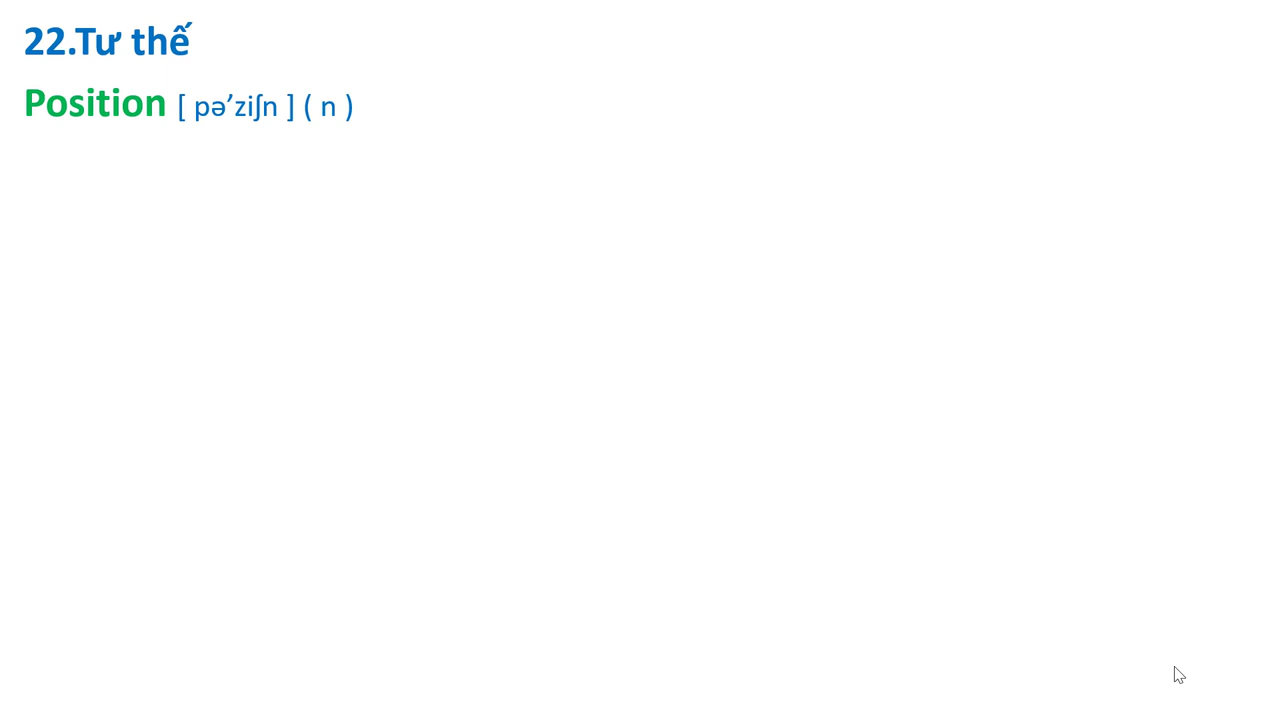 22.Tư thế
Position [ pə’ziʃn ] ( n )